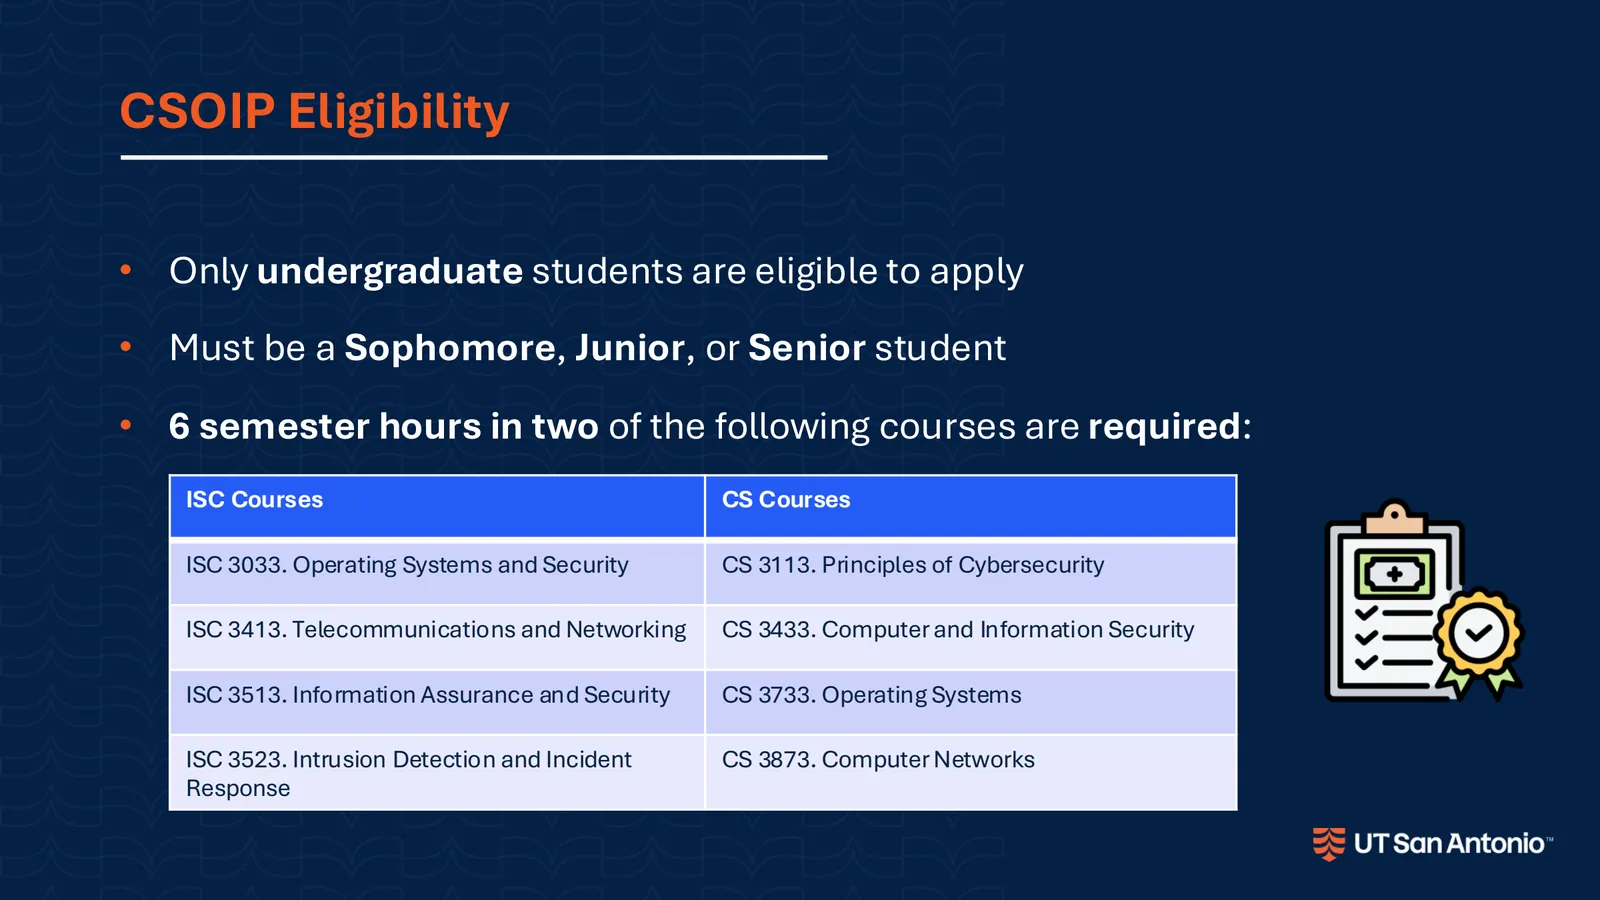 CSOIP Eligibility
• Only undergraduate students are eligible to apply
• Must be a Sophomore, Junior, or Senior student
• 6 semester hours in two of the following courses are required:
ISC Courses
CS Courses
ISC 3033. Operating Systems and Security
CS 3113. Principles of Cybersecurity
ISC 3413. Telecommunications and Networking
CS 3433. Computer and Information Security
ISC 3513. Information Assurance and Security
CS 3733. Operating Systems
ISC 3523. Intrusion Detection and Incident
Response
CS 3873. Computer Networks
UT San Antonio™